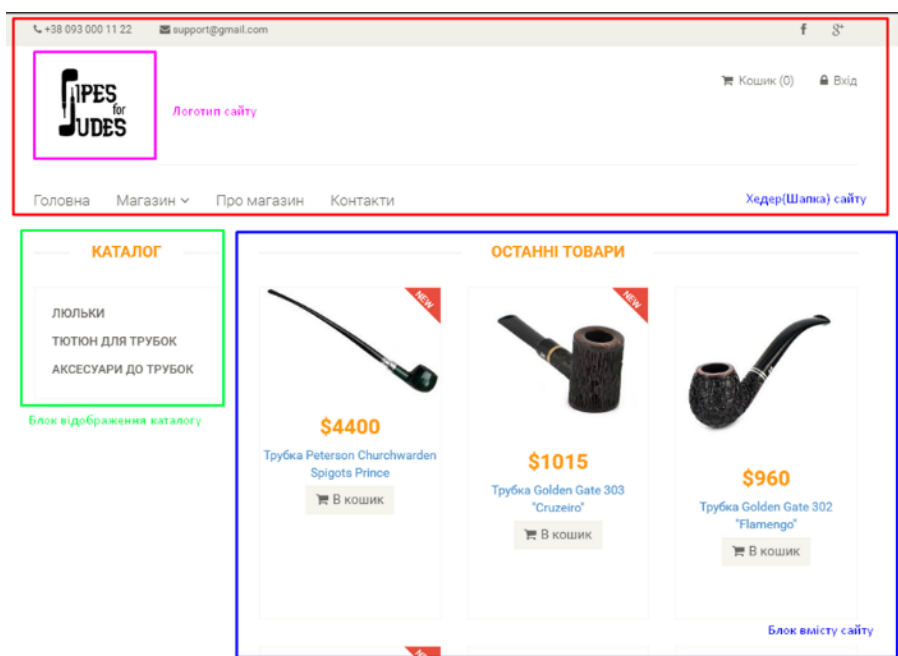 +38 093 000 11 22 support@gmail.com f g+
PIPES
for
DUDES
Логотип сайту
Кошик (0) Вхід
Головна Магазин Про магазин Контакти
Хедер(Шапка) сайту
КАТАЛОГ
ЛЮЛЬКИ
ТЮТЮН ДЛЯ ТРУБОК
АКСЕСУАРИ ДО ТРУБОК
Блок відображення каталогу
ОСТАННІ ТОВАРИ
NEW
$4400
Трубка Peterson Churchwarden
Spigots Prince
В кошик
NEW
$1015
Трубка Golden Gate 303
"Cruzeiro"
В кошик
$960
Трубка Golden Gate 302
"Flamengo"
В кошик
Блок вмісту сайту
NEW